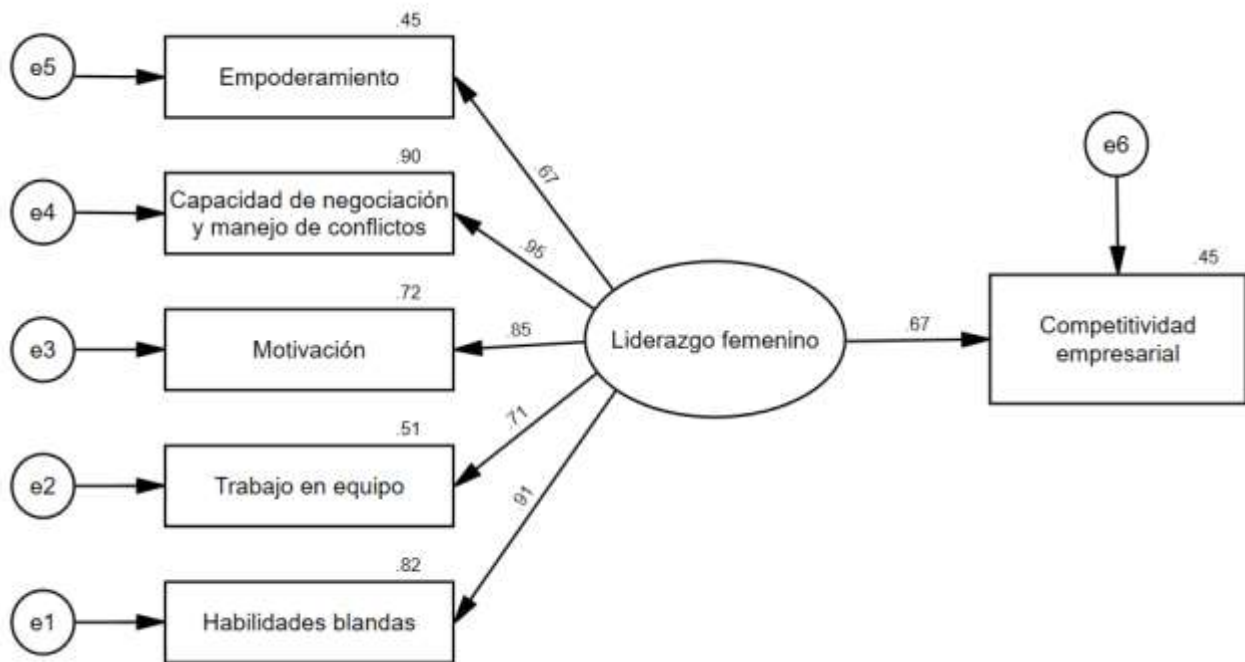 .45
e5
Empoderamiento
.67
e6
.90
e4
Capacidad de negociación
y manejo de conflictos
.95
.45
.72
e3
Motivación
.85
Liderazgo femenino
.67
Competitividad
empresarial
.51
e2
Trabajo en equipo
.71
.82
e1
Habilidades blandas
.91